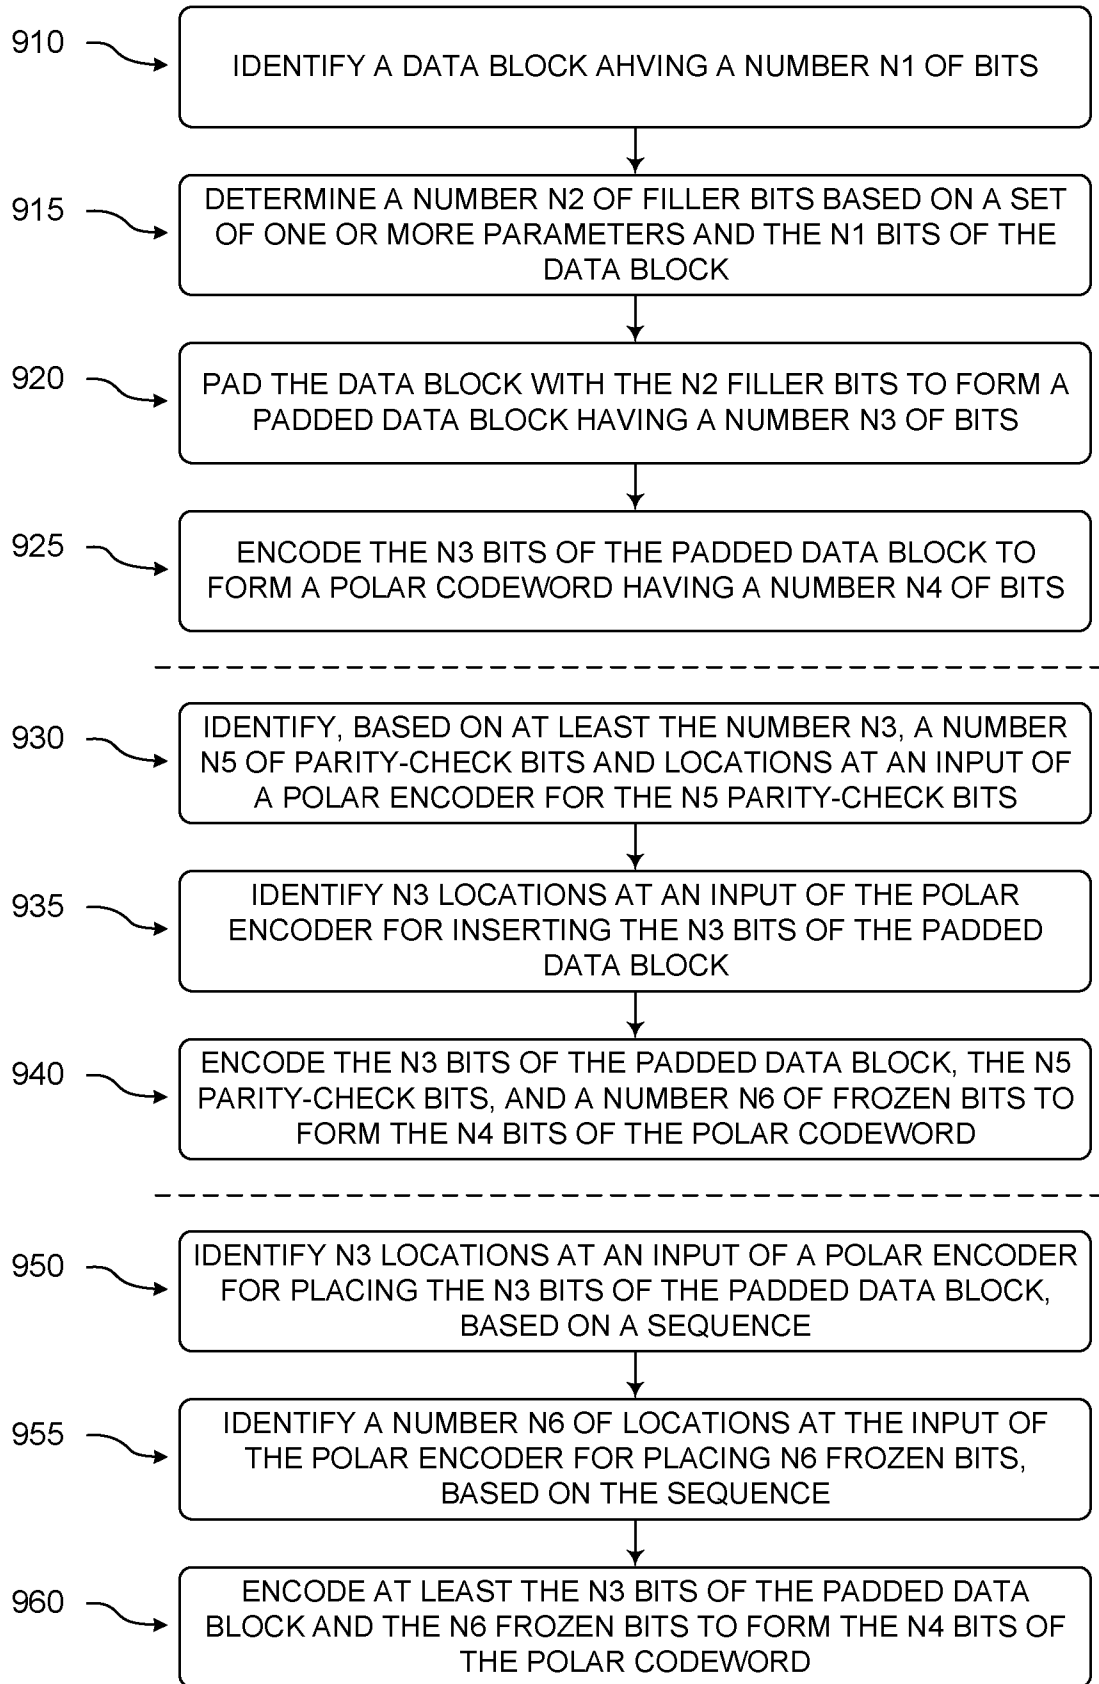 910
IDENTIFY A DATA BLOCK AHVING A NUMBER N1 OF BITS
915
DETERMINE A NUMBER N2 OF FILLER BITS BASED ON A SET
OF ONE OR MORE PARAMETERS AND THE N1 BITS OF THE
DATA BLOCK
920
PAD THE DATA BLOCK WITH THE N2 FILLER BITS TO FORM A
PADDED DATA BLOCK HAVING A NUMBER N3 OF BITS
925
ENCODE THE N3 BITS OF THE PADDED DATA BLOCK TO
FORM A POLAR CODEWORD HAVING A NUMBER N4 OF BITS
930
IDENTIFY, BASED ON AT LEAST THE NUMBER N3, A NUMBER
N5 OF PARITY-CHECK BITS AND LOCATIONS AT AN INPUT OF
A POLAR ENCODER FOR THE N5 PARITY-CHECK BITS
935
IDENTIFY N3 LOCATIONS AT AN INPUT OF THE POLAR
ENCODER FOR INSERTING THE N3 BITS OF THE PADDED
DATA BLOCK
940
ENCODE THE N3 BITS OF THE PADDED DATA BLOCK, THE N5
PARITY-CHECK BITS, AND A NUMBER N6 OF FROZEN BITS TO
FORM THE N4 BITS OF THE POLAR CODEWORD
950
IDENTIFY N3 LOCATIONS AT AN INPUT OF A POLAR ENCODER
FOR PLACING THE N3 BITS OF THE PADDED DATA BLOCK,
BASED ON A SEQUENCE
955
IDENTIFY A NUMBER N6 OF LOCATIONS AT THE INPUT OF
THE POLAR ENCODER FOR PLACING N6 FROZEN BITS,
BASED ON THE SEQUENCE
960
ENCODE AT LEAST THE N3 BITS OF THE PADDED DATA
BLOCK AND THE N6 FROZEN BITS TO FORM THE N4 BITS OF
THE POLAR CODEWORD